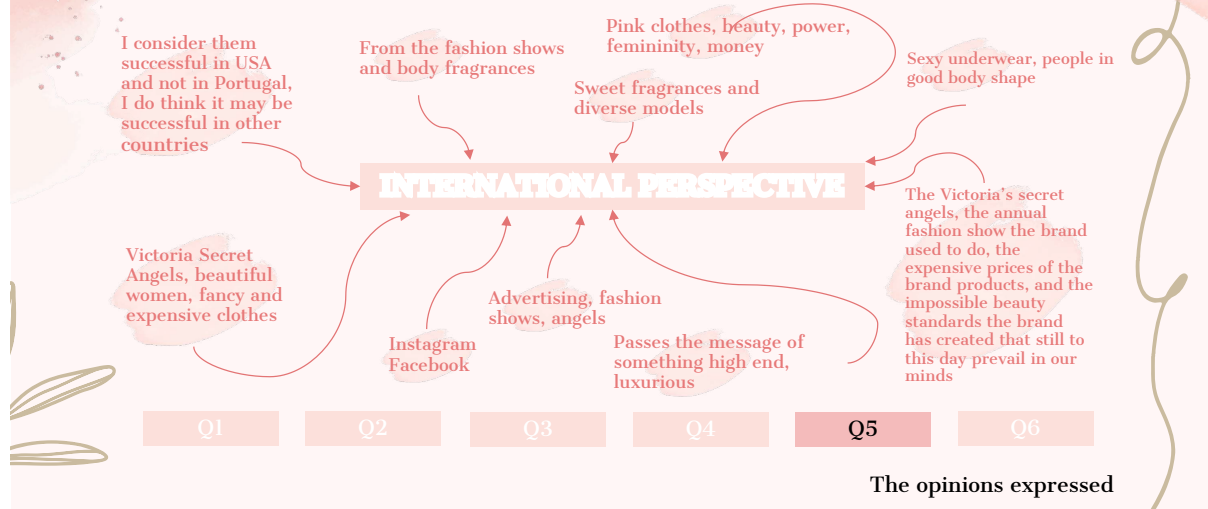 I consider them
successful in USA
and not in Portugal,
I do think it may be
successful in other
countries
From the fashion shows
and body fragrances
Pink clothes, beauty, power,
femininity, money
Sweet fragrances and
diverse models
Sexy underwear, people in
good body shape
INTERNATIONAL PERSPECTIVE
The Victoria's secret
angels, the annual
fashion show the brand
used to do, the
expensive prices of the
brand products, and the
impossible beauty
standards the brand
has created that still to
this day prevail in our
minds
Victoria Secret
Angels, beautiful
women, fancy and
expensive clothes
Instagram
Facebook
Advertising, fashion
shows, angels
Passes the message of
something high end,
luxurious
Q1 Q2 Q3 Q4 Q5 Q6
The opinions expressed